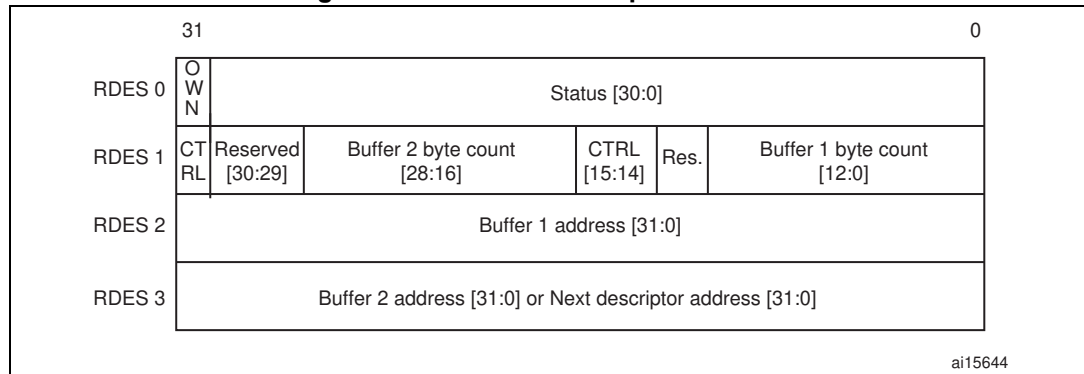 31 0
RDES 0
O
W
N
Status [30:0]
RDES 1
CT
RL
Reserved
[30:29]
Buffer 2 byte count
[28:16]
CTRL
[15:14]
Res.
Buffer 1 byte count
[12:0]
RDES 2
Buffer 1 address [31:0]
RDES 3
Buffer 2 address [31:0] or Next descriptor address [31:0]
ai15644